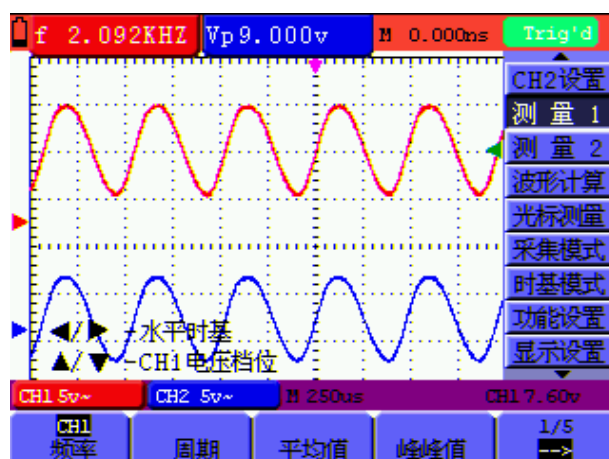 f 2.092KHZ Vp9.000v M 0.000ns Trig'd
CH2设置
测 量 1
测 量 2
波形计算
光标测量
采集模式
时基模式
功能设置
显示设置
◀/▶ -水平时基
▲/▼ -CH1电压档位
CH1 5v~ CH2 5v~ M 250us CH1 7.60v
CH1 1/5
频率 周期 平均值 峰峰值 -->